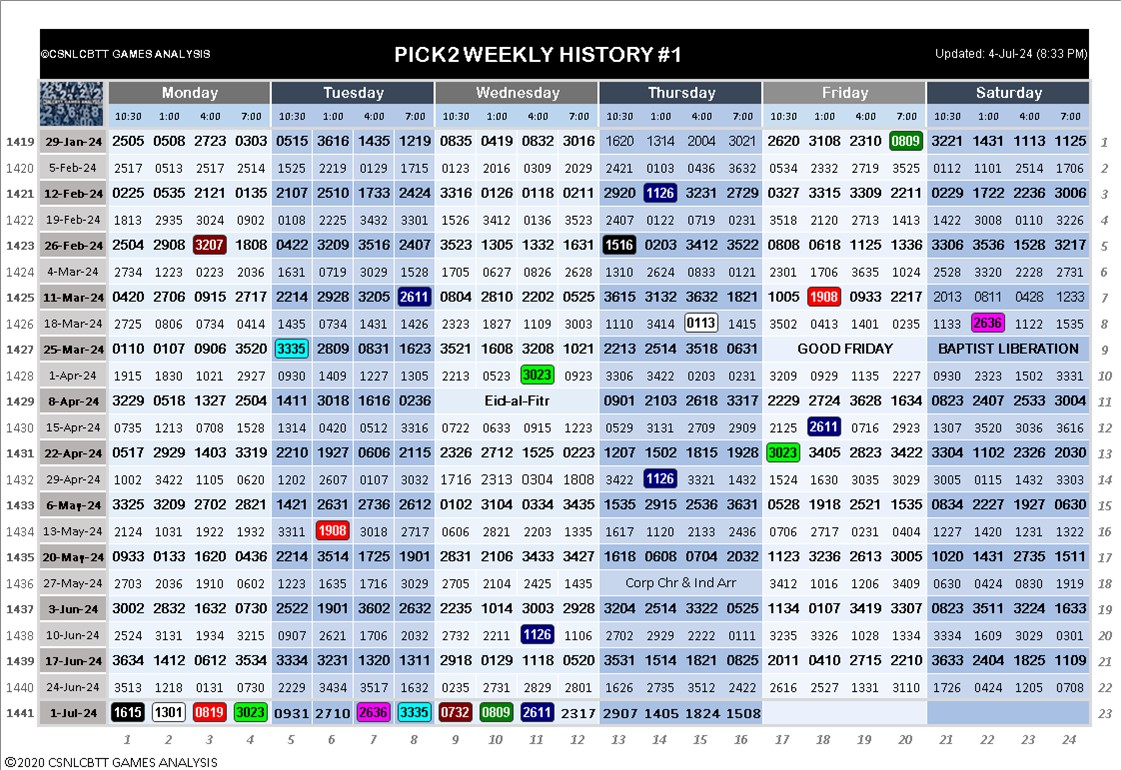 ©CSNLCBTT GAMES ANALYSIS PICK2 WEEKLY HISTORY #1 Updated: 4-Jul-24 (8:33 PM)
Monday Tuesday Wednesday Thursday Friday Saturday
10:30 1:00 4:00 7:00 10:30 1:00 4:00 7:00 10:30 1:00 4:00 7:00 10:30 1:00 4:00 7:00 10:30 1:00 4:00 7:00 10:30 1:00 4:00 7:00
1419 29-Jan-24 2505 0508 2723 0303 0515 3616 1435 1219 0835 0419 0832 3016 1620 1314 2004 3021 2620 3108 2310 0809 3221 1431 1113 1125 1
1420 5-Feb-24 2517 0513 2517 2514 1525 2219 0129 1715 0123 2016 0309 2029 2421 0103 0436 3632 0534 2332 2719 3525 0112 1101 2514 1706 2
1421 12-Feb-24 0225 0535 2121 0135 2107 2510 1733 2424 3316 0126 0118 0211 2920 1126 3231 2729 0327 3315 3309 2211 0229 1722 2236 3006 3
1422 19-Feb-24 1813 2935 3024 0902 0108 2225 3432 3301 1526 3412 0136 3523 2407 0122 0719 0231 3518 2120 2713 1413 1422 3008 0110 3226 4
1423 26-Feb-24 2504 2908 3207 1808 0422 3209 3516 2407 3523 1305 1332 1631 1516 0203 3412 3522 0808 0618 1125 1336 3306 3536 1528 3217 5
1424 4-Mar-24 2734 1223 0223 2036 1631 0719 3029 1528 1705 0627 0826 2628 1310 2624 0833 0121 2301 1706 3635 1024 2528 3320 2228 2731 6
1425 11-Mar-24 0420 2706 0915 2717 2214 2928 3205 2611 0804 2810 2202 0525 3615 3132 3632 1821 1005 1908 0933 2217 2013 0811 0428 1233 7
1426 18-Mar-24 2725 0806 0734 0414 1435 0734 1431 1426 2323 1827 1109 3003 1110 3414 0113 1415 3502 0413 1401 0235 1133 2636 1122 1535 8
1427 25-Mar-24 0110 0107 0906 3520 3335 2809 0831 1623 3521 1608 3208 1021 2213 2514 3518 0631 GOOD FRIDAY BAPTIST LIBERATION 9
1428 1-Apr-24 1915 1830 1021 2927 0930 1409 1227 1305 2213 0523 3023 0923 3306 3422 0203 0231 3209 0929 1135 2227 0930 0223 1502 3331 10
1429 8-Apr-24 3229 0518 1327 2504 1411 3018 1616 0236 Eid-al-Fitr 0901 2103 2618 3317 2229 2724 3628 1634 0823 2407 2533 3004 11
1430 15-Apr-24 0735 1213 0708 1528 1314 0420 0512 3316 0722 0633 0915 1223 0529 3131 2709 2909 2125 2611 0716 2923 1307 3520 3036 3616 12
1431 22-Apr-24 0517 2929 1403 3319 2210 1927 0606 2115 2326 2712 1525 0223 1207 1502 1815 1928 3023 3405 2823 3422 3304 1102 2326 2030 13
1432 29-Apr-24 1002 3422 1105 0620 1202 2607 0107 3032 1716 2313 0304 1808 3422 1126 3321 1432 1524 1630 3035 3029 3005 0115 1432 3303 14
1433 6-May-24 3325 3209 2702 2821 1421 2631 2736 2612 0102 3104 0334 3435 1535 2915 2536 3631 0528 1918 2521 1535 0834 2227 1927 0630 15
1434 13-May-24 2124 1031 1922 1932 3311 1908 3018 2717 0606 2821 2203 1335 1617 1120 2133 2436 0706 2717 0231 0404 1227 1420 1231 1322 16
1435 20-May-24 0933 0133 1620 0436 2214 3514 1725 1901 2831 2106 3433 3427 1618 0608 0704 2032 1123 3236 2613 3005 1020 1431 2735 1511 17
1436 27-May-24 2703 2036 1910 0602 1223 1635 1716 3029 2705 2104 2425 1435 Corp Chr & Ind Arr 3412 1016 1206 3409 0630 0424 0830 1919 18
1437 3-Jun-24 3002 2832 1632 0730 2522 1901 3602 2632 2235 1014 3003 2928 3204 2514 3322 0525 1134 0107 3419 3307 0823 3511 3224 1633 19
1438 10-Jun-24 2524 3131 1934 3215 0907 2621 1706 2032 2732 2211 1126 1106 2702 2929 2222 0111 3235 3326 1028 1334 3334 1609 3029 0301 20
1439 17-Jun-24 3634 1412 0612 3534 3334 3231 1320 1311 2918 0129 1118 0520 3531 1514 1821 0825 2011 0410 2715 2210 3633 2404 1825 1109 21
1440 24-Jun-24 3513 1218 0131 0730 2229 3434 3517 1632 0235 2731 2829 2801 1626 2735 3512 2422 2616 2527 1331 3110 1726 0424 1205 0708 22
1441 1-Jul-24 1615 1301 0819 3023 0931 2710 2636 3335 0732 0809 2611 2317 2907 1405 1824 1508 23
1 2 3 4 5 6 7 8 9 10 11 12 13 14 15 16 17 18 19 20 21 22 23 24
©2020 CSNLCBTT GAMES ANALYSIS